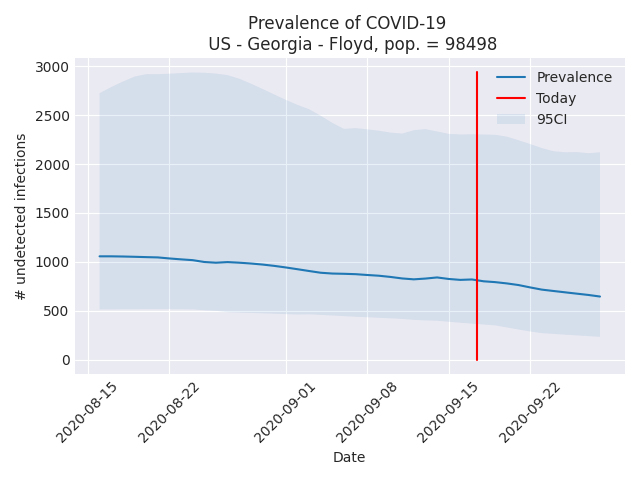 Prevalence of COVID-19
US - Georgia - Floyd, pop. = 98498
3000
2500
2000
1500
1000
500
0
# undetected infections
Prevalence
Today
95CI
2020-08-15
2020-08-22
2020-09-01
2020-09-08
2020-09-15
2020-09-22
Date